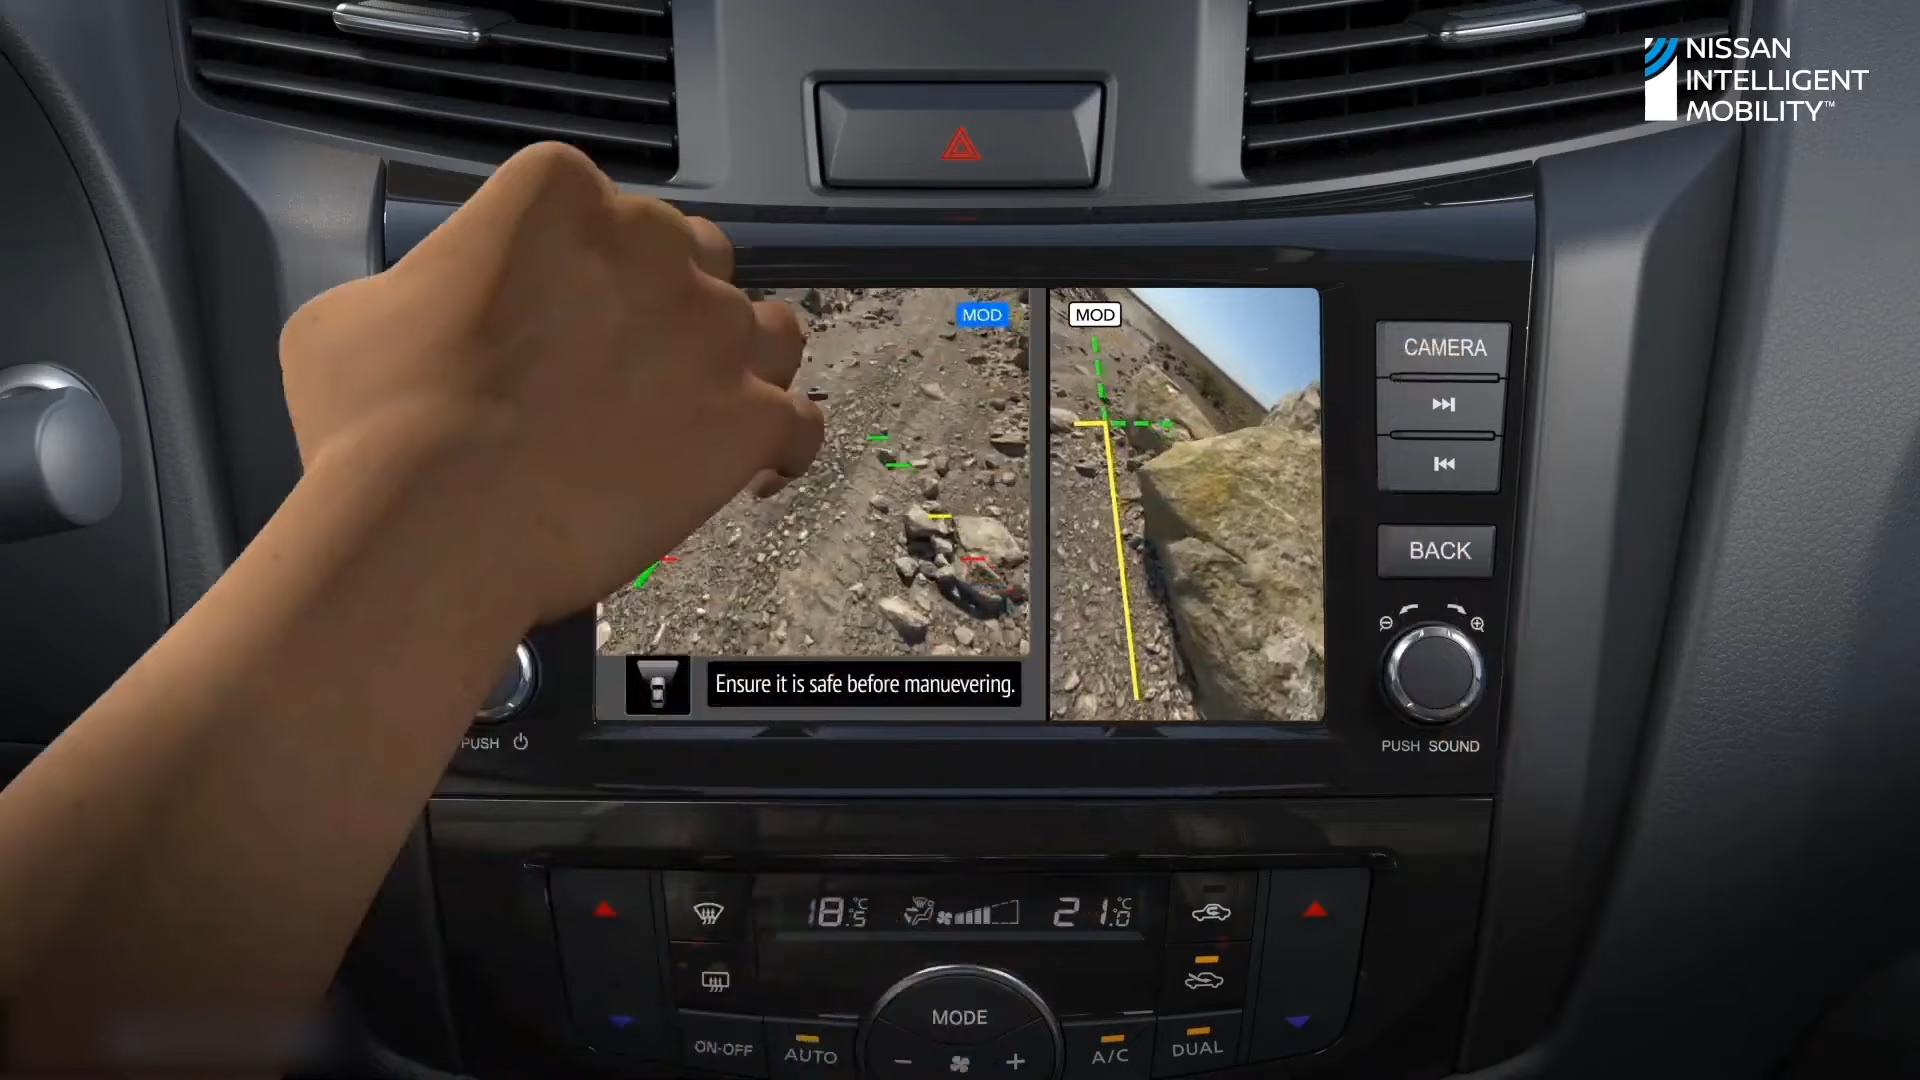 NISSAN
INTELLIGENT
MOBILITY™
MOD
MOD
CAMERA
BACK
Ensure it is safe before manuevering.
PUSH
PUSH SOUND
18.5°C
21.0°C
MODE
ON-OFF
AUTO
A/C
DUAL